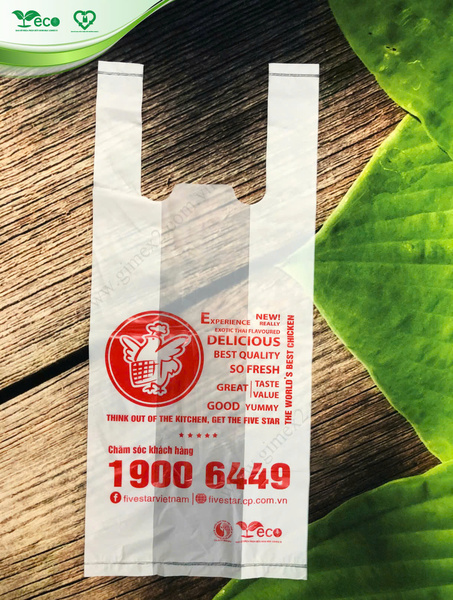 eco
EXPERIENCE NEW! REALLY
EXOTIC THAI FLAVOURED
DELICIOUS
BEST QUALITY
SO FRESH
GREAT TASTE VALUE
GOOD YUMMY
THE WORLD'S BEST CHICKEN
THINK OUT OF THE KITCHEN, GET THE FIVE STAR
Chăm sóc khách hàng
1900 6449
fivestarvietnam | fivestar.cp.com.vn
eco